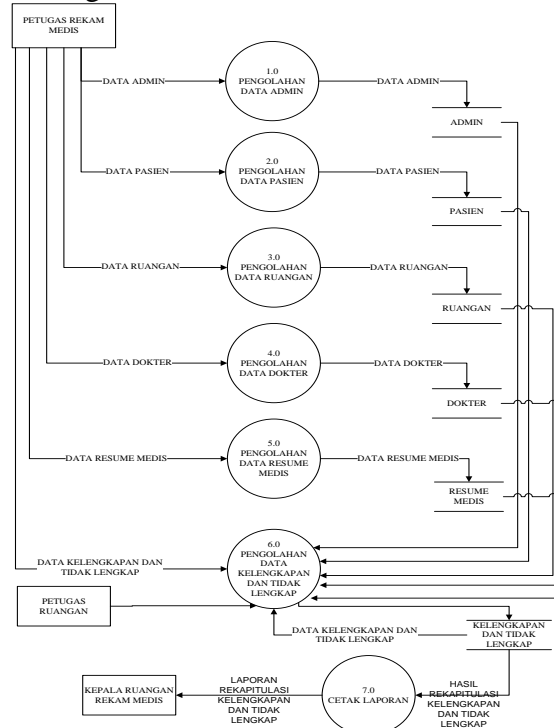 PETUGAS REKAM
MEDIS
DATA ADMIN
1.0
PENGOLAHAN
DATA ADMIN
DATA ADMIN
ADMIN
DATA PASIEN
2.0
PENGOLAHAN
DATA PASIEN
DATA PASIEN
PASIEN
DATA RUANGAN
3.0
PENGOLAHAN
DATA RUANGAN
DATA RUANGAN
RUANGAN
DATA DOKTER
4.0
PENGOLAHAN
DATA DOKTER
DATA DOKTER
DOKTER
DATA RESUME MEDIS
5.0
PENGOLAHAN
DATA RESUME
MEDIS
DATA RESUME MEDIS
RESUME
MEDIS
DATA KELENGKAPAN DAN
TIDAK LENGKAP
6.0
PENGOLAHAN
DATA
KELENGKAPAN
DAN TIDAK
LENGKAP
PETUGAS
RUANGAN
DATA KELENGKAPAN DAN
TIDAK LENGKAP
KELENGKAPAN
DAN TIDAK
LENGKAP
KEPALA RUANGAN
REKAM MEDIS
LAPORAN
REKAPITULASI
KELENGKAPAN
DAN TIDAK
LENGKAP
7.0
CETAK LAPORAN
HASIL
REKAPITULASI
KELENGKAPAN
DAN TIDAK
LENGKAP